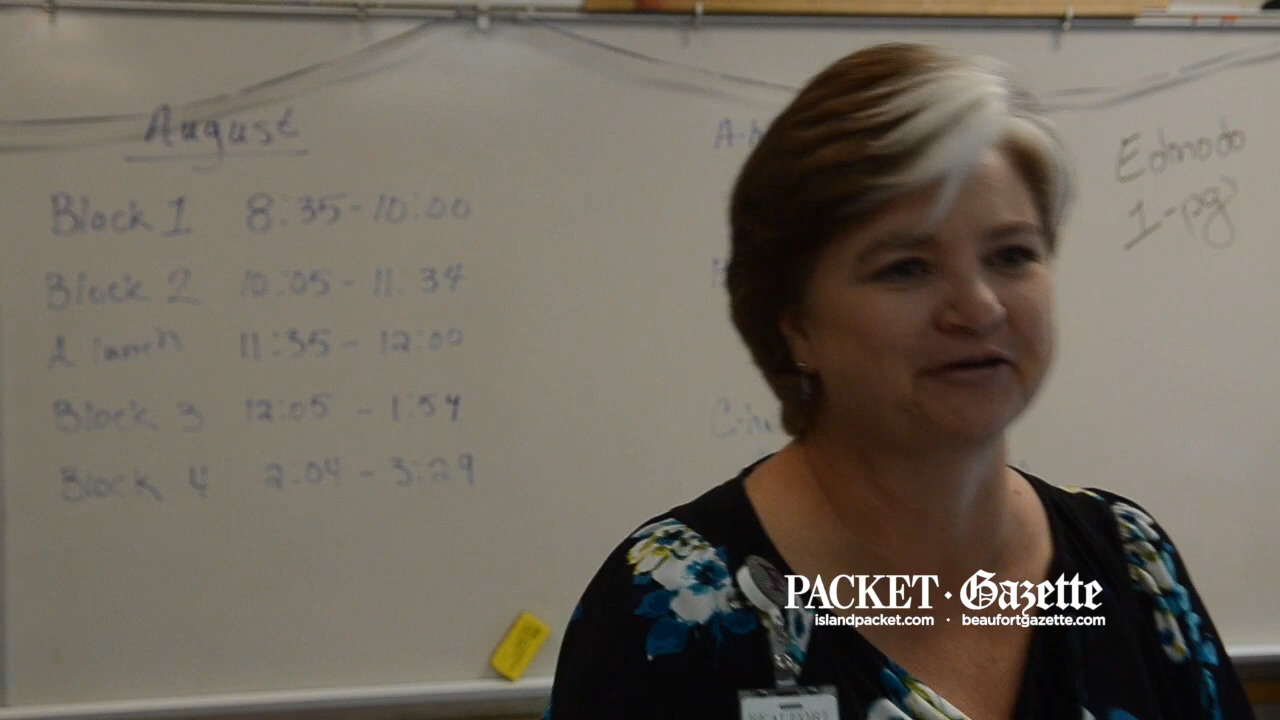 August
Block 1 8:35-10:00
Block 2 10:05-11:34
A lunch 11:35-12:00
Block 3 12:05-1:59
Block 4 2:04-3:29
Edmodo
1-pg
PACKET · Gazette
islandpacket.com · beaufortgazette.com